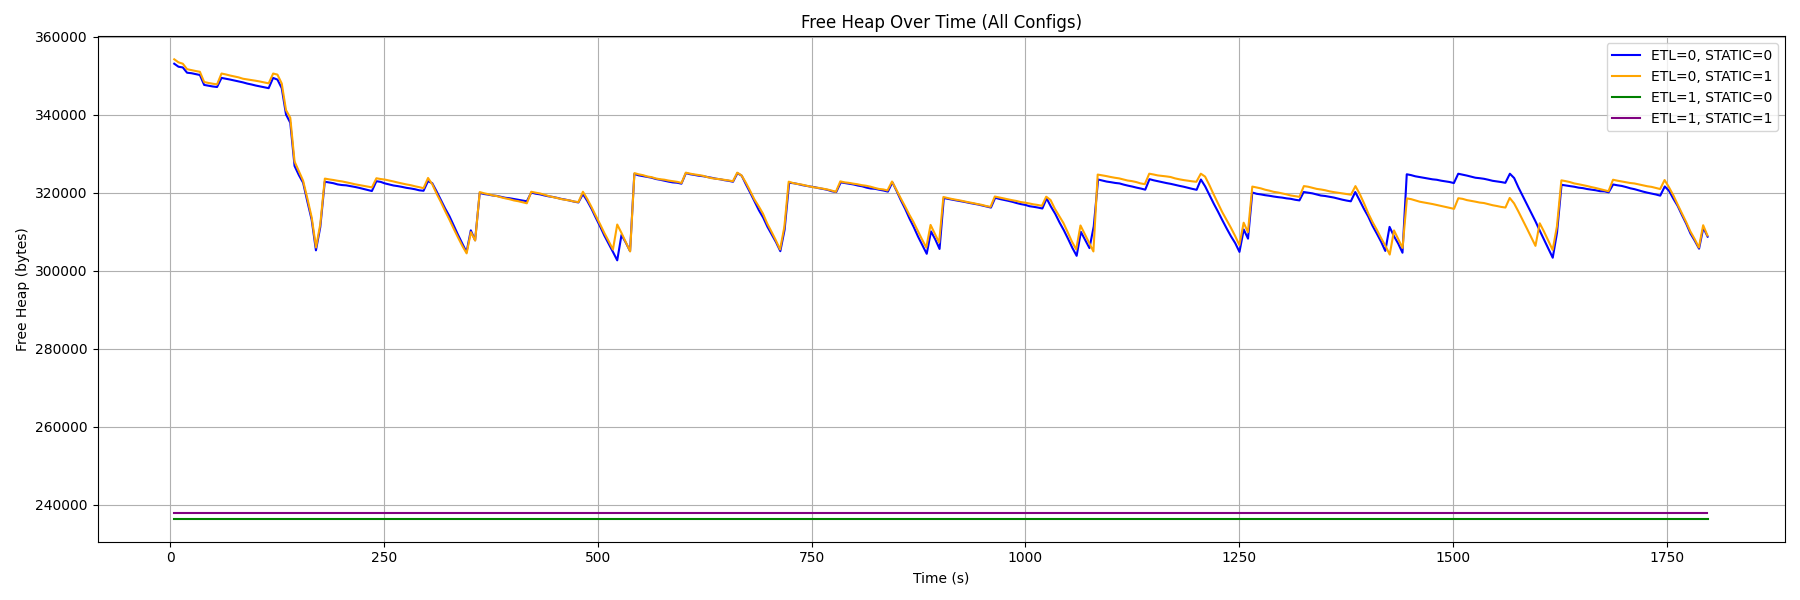 Free Heap Over Time (All Configs)
360000
340000
320000
300000
280000
260000
240000
Free Heap (bytes)
ETL=0, STATIC=0
ETL=0, STATIC=1
ETL=1, STATIC=0
ETL=1, STATIC=1
0 250 500 750 1000 1250 1500 1750
Time (s)